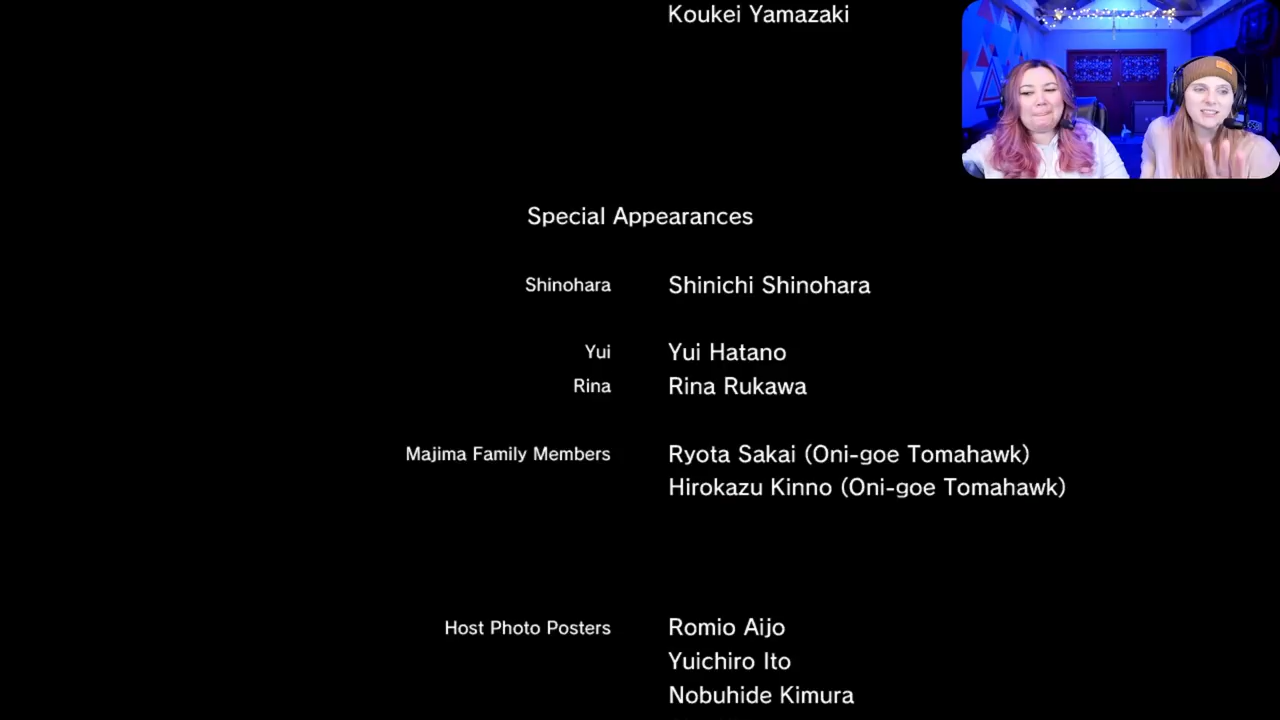 Koukei Yamazaki
Special Appearances
Shinohara Shinichi Shinohara
Yui Yui Hatano
Rina Rina Rukawa
Majima Family Members Ryota Sakai (Oni-goe Tomahawk)
Hirokazu Kinno (Oni-goe Tomahawk)
Host Photo Posters Romio Aijo
Yuichiro Ito
Nobuhide Kimura